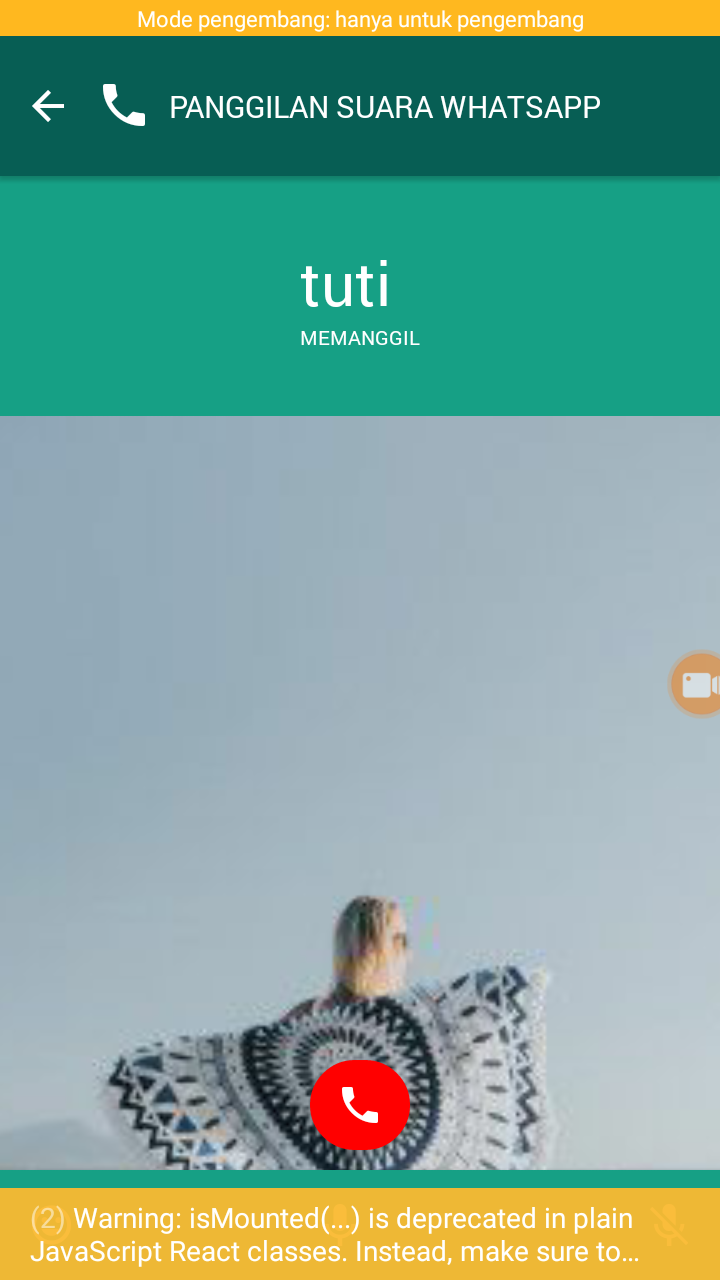 Mode pengembang: hanya untuk pengembang
PANGGILAN SUARA WHATSAPP
tuti
MEMANGGIL
(2) Warning: isMounted(...) is deprecated in plain
JavaScript React classes. Instead, make sure to…